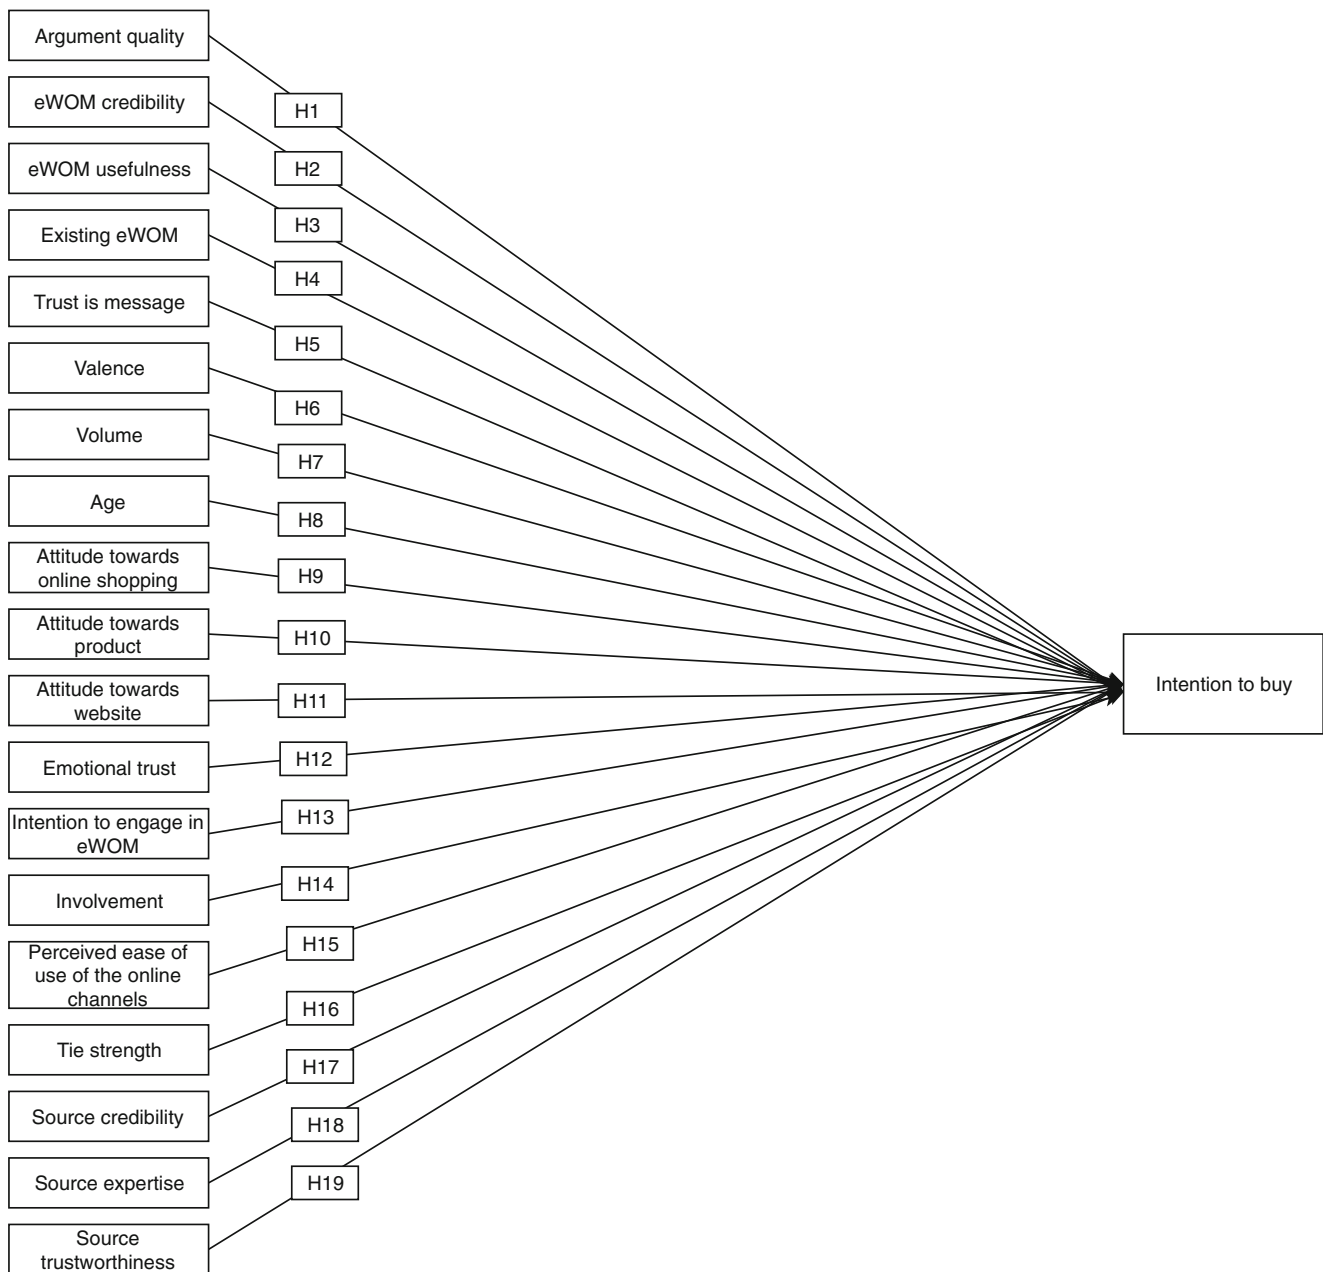 Argument quality
H1
eWOM credibility
H2
eWOM usefulness
H3
Existing eWOM
H4
Trust is message
H5
Valence
H6
Volume
H7
Age
H8
Attitude towards
online shopping
H9
Attitude towards
product
H10
Attitude towards
website
H11
Emotional trust
H12
Intention to engage in
eWOM
H13
Involvement
H14
Perceived ease of
use of the online
channels
H15
Tie strength
H16
Source credibility
H17
Source expertise
H18
Source
trustworthiness
H19
Intention to buy